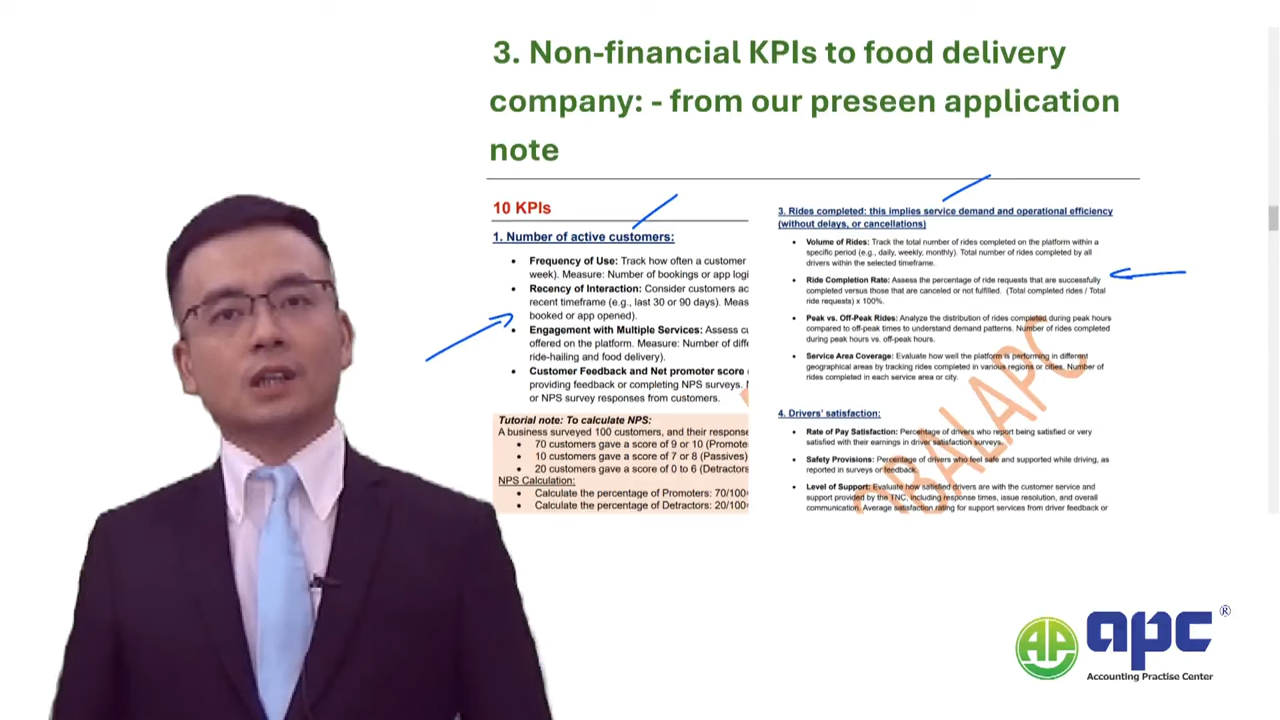 3. Non-financial KPIs to food delivery
company: - from our preseen application
note
10 KPIs
1. Number of active customers:
• Frequency of Use: Track how often a customer
week). Measure: Number of bookings or app logi
• Recency of Interaction: Consider customers ac
recent timeframe (e.g., last 30 or 90 days). Meas
booked or app opened).
• Engagement with Multiple Services: Assess cu
offered on the platform. Measure: Number of diffe
ride-hailing and food delivery).
• Customer Feedback and Net promoter score
providing feedback or completing NPS surveys.
or NPS survey responses from customers.
Tutorial note: To calculate NPS:
A business surveyed 100 customers, and their response
• 70 customers gave a score of 9 or 10 (Promote
• 10 customers gave a score of 7 or 8 (Passives)
• 20 customers gave a score of 0 to 6 (Detractors
NPS Calculation:
• Calculate the percentage of Promoters: 70/100
• Calculate the percentage of Detractors: 20/100
3. Rides completed: this implies service demand and operational efficiency
(without delays, or cancellations)
• Volume of Rides: Track the total number of rides completed on the platform within a
specific period (e.g., daily, weekly, monthly). Total number of rides completed by all
drivers within the selected timeframe.
• Ride Completion Rate: Assess the percentage of ride requests that are successfully
completed versus those that are canceled or not fulfilled. (Total completed rides / Total
ride requests) x 100%.
• Peak vs. Off-Peak Rides: Analyze the distribution of rides completed during peak hours
compared to off-peak times to understand demand patterns. Number of rides completed
during peak hours vs. off-peak hours.
• Service Area Coverage: Evaluate how well the platform is performing in different
geographical areas by tracking rides completed in various regions or cities. Number of
rides completed in each service area or city.
4. Drivers' satisfaction:
• Rate of Pay Satisfaction: Percentage of drivers who report being satisfied or very
satisfied with their earnings in driver satisfaction surveys.
• Safety Provisions: Percentage of drivers who feel safe and supported while driving, as
reported in surveys or feedback.
• Level of Support: Evaluate how satisfied drivers are with the customer service and
support provided by the TNC, including response times, issue resolution, and overall
communication. Average satisfaction rating for support services from driver feedback or
OBALAPC
AP apc ®
Accounting Practise Center